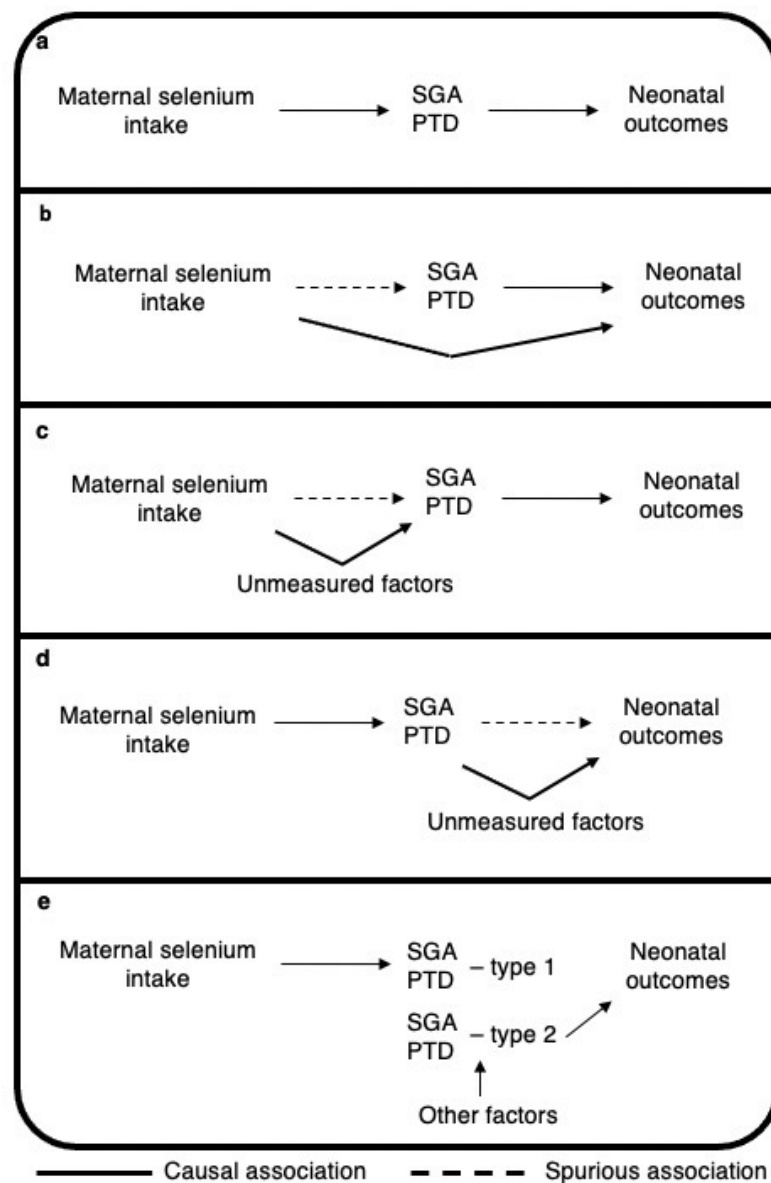 a
Maternal selenium
intake
SGA
PTD
Neonatal
outcomes
b
Maternal selenium
intake
SGA
PTD
Neonatal
outcomes
c
Maternal selenium
intake
SGA
PTD
Neonatal
outcomes
Unmeasured factors
d
Maternal selenium
intake
SGA
PTD
Neonatal
outcomes
Unmeasured factors
e
Maternal selenium
intake
SGA
PTD
– type 1
Neonatal
outcomes
SGA
PTD
– type 2
Other factors
Causal association
Spurious association